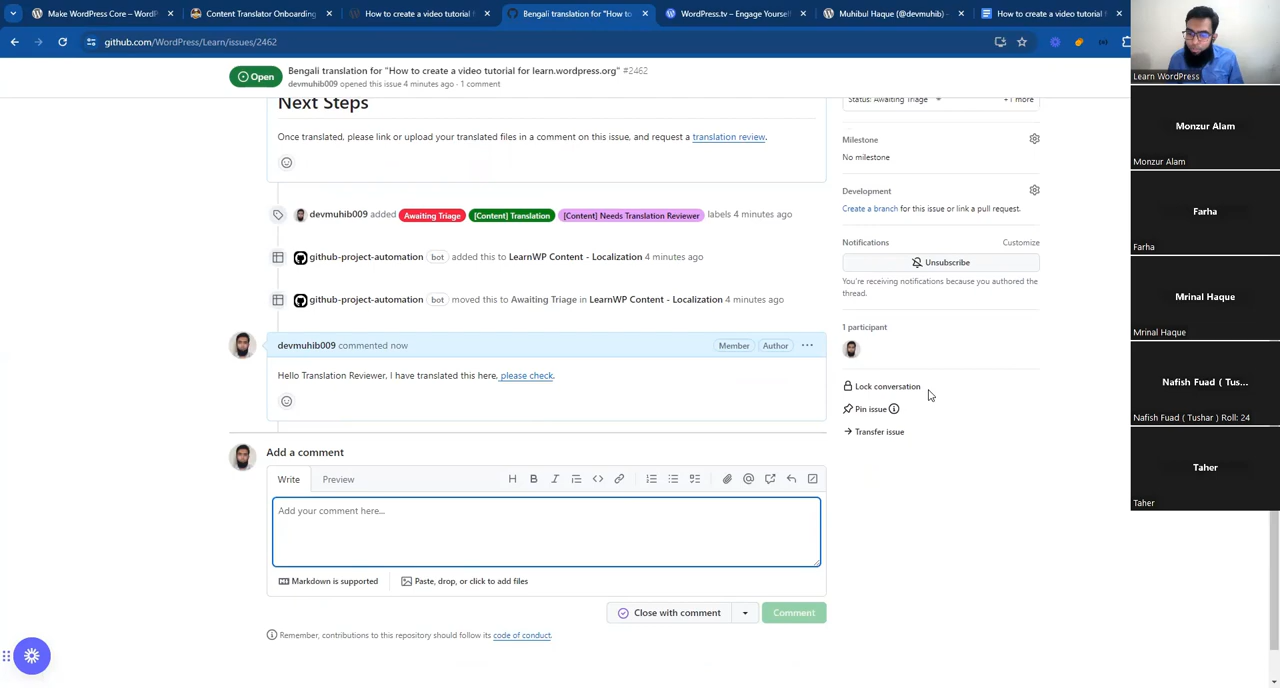 Make WordPress Core – WordP
Content Translator Onboarding
How to create a video tutorial f
Bengali translation for "How to
WordPress.tv – Engage Yourself
Muhibul Haque (@devmuhib) –
How to create a video tutorial f
github.com/WordPress/Learn/issues/2462
Open
Bengali translation for "How to create a video tutorial for learn.wordpress.org" #2462
devmuhib009 opened this issue 4 minutes ago · 1 comment
Next Steps
Once translated, please link or upload your translated files in a comment on this issue, and request a translation review.
devmuhib009 added Awaiting Triage [Content] Translation [Content] Needs Translation Reviewer labels 4 minutes ago
github-project-automation bot added this to LearnWP Content - Localization 4 minutes ago
github-project-automation bot moved this to Awaiting Triage in LearnWP Content - Localization 4 minutes ago
devmuhib009 commented now
Member
Author
Hello Translation Reviewer, I have translated this here, please check.
Add a comment
Write
Preview
Add your comment here...
Markdown is supported
Paste, drop, or click to add files
Close with comment
Comment
Remember, contributions to this repository should follow its code of conduct.
Status: Awaiting Triage
+1 more
Milestone
No milestone
Development
Create a branch for this issue or link a pull request.
Notifications
Customize
Unsubscribe
You're receiving notifications because you authored the
thread.
1 participant
Lock conversation
Pin issue
Transfer issue
Learn WordPress
Monzur Alam
Monzur Alam
Farha
Farha
Mrinal Haque
Mrinal Haque
Nafish Fuad ( Tus...
Nafish Fuad ( Tushar ) Roll: 24
Taher
Taher